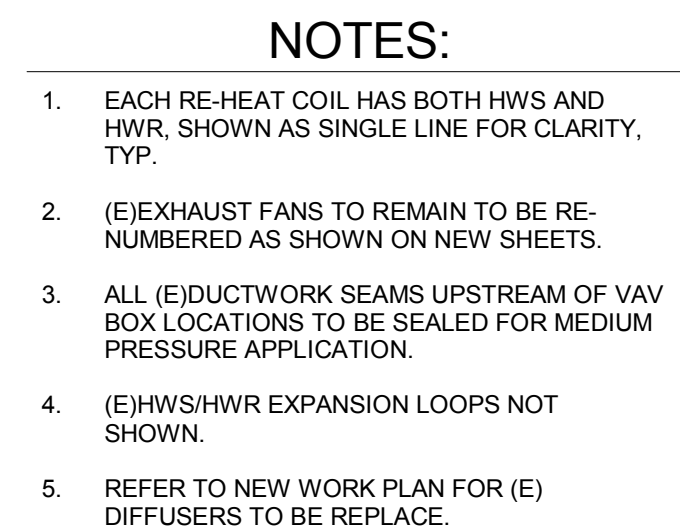 NOTES:
1. EACH RE-HEAT COIL HAS BOTH HWS AND
HWR, SHOWN AS SINGLE LINE FOR CLARITY,
TYP.
2. (E)EXHAUST FANS TO REMAIN TO BE RE-
NUMBERED AS SHOWN ON NEW SHEETS.
3. ALL (E)DUCTWORK SEAMS UPSTREAM OF VAV
BOX LOCATIONS TO BE SEALED FOR MEDIUM
PRESSURE APPLICATION.
4. (E)HWS/HWR EXPANSION LOOPS NOT
SHOWN.
5. REFER TO NEW WORK PLAN FOR (E)
DIFFUSERS TO BE REPLACE.